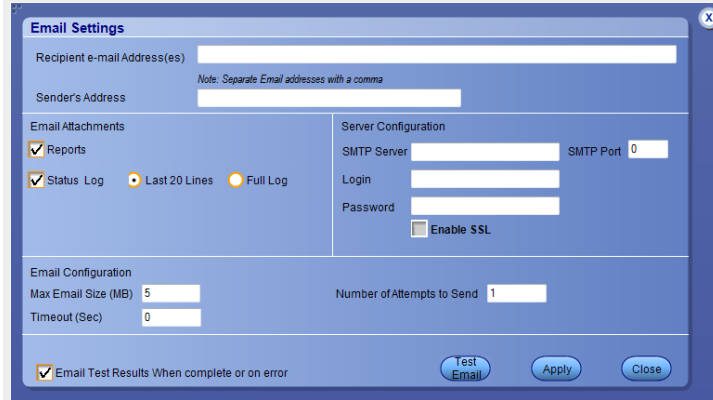 X
Email Settings
Recipient e-mail Address(es)
Note: Separate Email addresses with a comma
Sender's Address
Email Attachments
Reports
Status Log Last 20 Lines Full Log
Server Configuration
SMTP Server SMTP Port 0
Login
Password
Enable SSL
Email Configuration
Max Email Size (MB) 5 Number of Attempts to Send 1
Timeout (Sec) 0
Email Test Results When complete or on error
Test
Email
Apply
Close